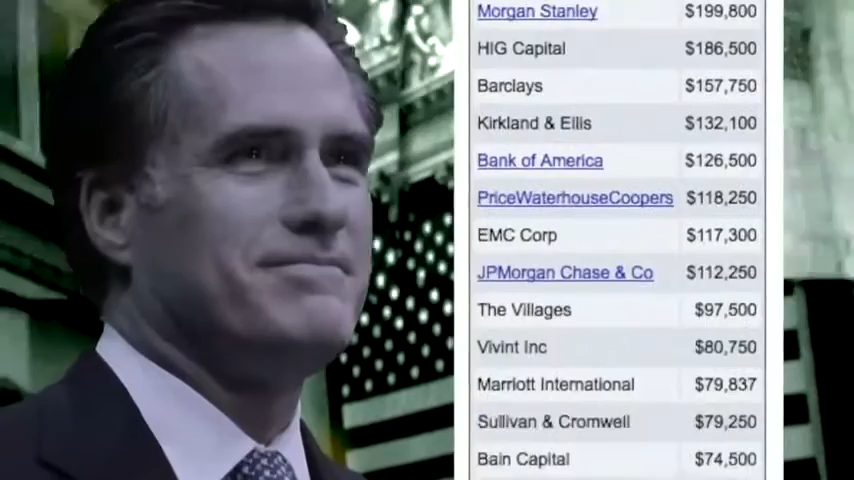 Morgan Stanley $199,800
HIG Capital $186,500
Barclays $157,750
Kirkland & Ellis $132,100
Bank of America $126,500
PriceWaterhouseCoopers $118,250
EMC Corp $117,300
JPMorgan Chase & Co $112,250
The Villages $97,500
Vivint Inc $80,750
Marriott International $79,837
Sullivan & Cromwell $79,250
Bain Capital $74,500